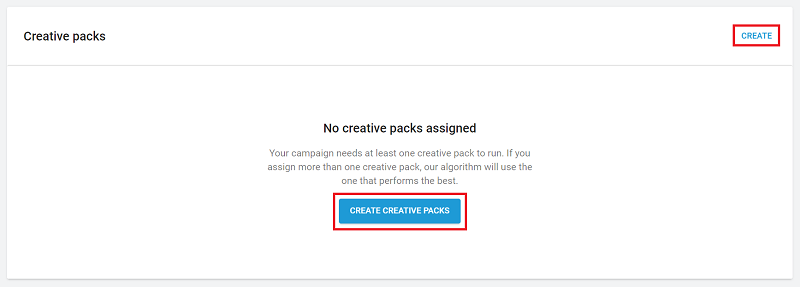 Creative packs
CREATE
No creative packs assigned
Your campaign needs at least one creative pack to run. If you
assign more than one creative pack, our algorithm will use the
one that performs the best.
CREATE CREATIVE PACKS